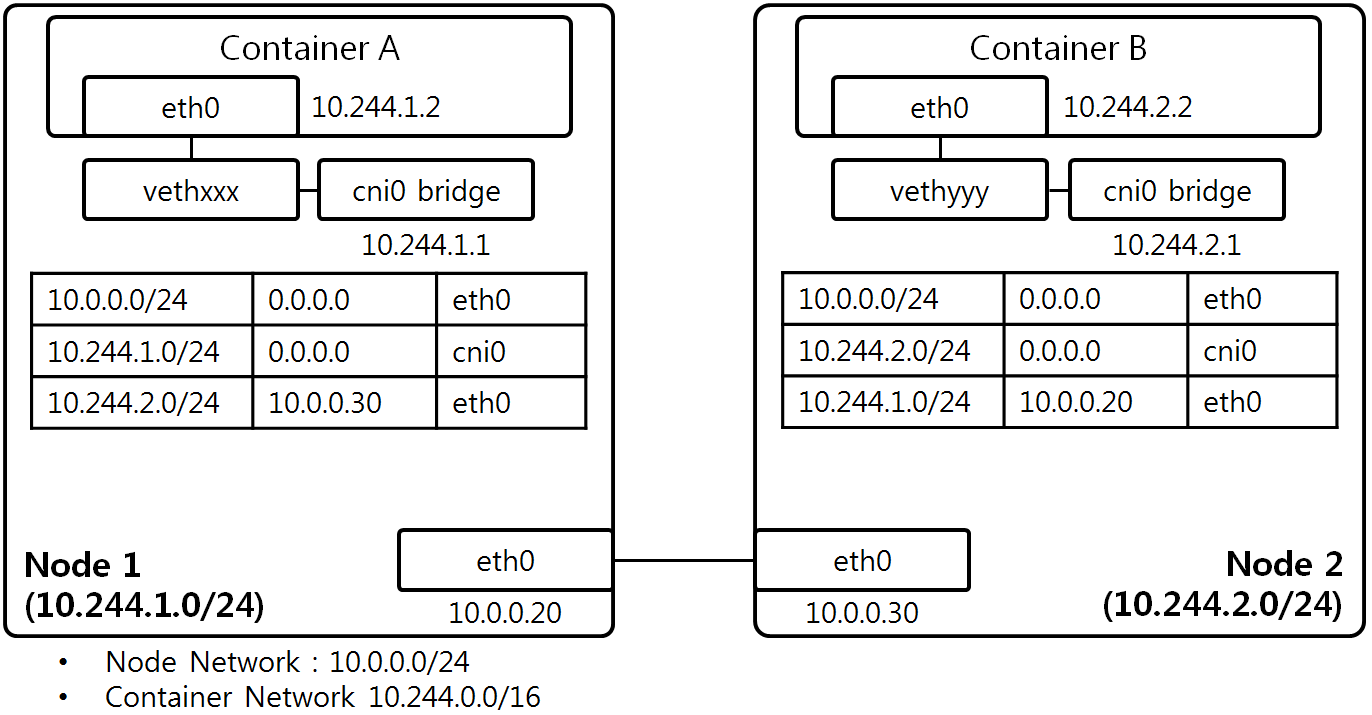 Container A
eth0 10.244.1.2
vethxxx cni0 bridge
10.244.1.1
10.0.0.0/24 0.0.0.0 eth0
10.244.1.0/24 0.0.0.0 cni0
10.244.2.0/24 10.0.0.30 eth0
eth0
10.0.0.20
Node 1
(10.244.1.0/24)
Container B
eth0 10.244.2.2
vethyyy cni0 bridge
10.244.2.1
10.0.0.0/24 0.0.0.0 eth0
10.244.2.0/24 0.0.0.0 cni0
10.244.1.0/24 10.0.0.20 eth0
eth0
10.0.0.30
Node 2
(10.244.2.0/24)
• Node Network : 10.0.0.0/24
• Container Network 10.244.0.0/16